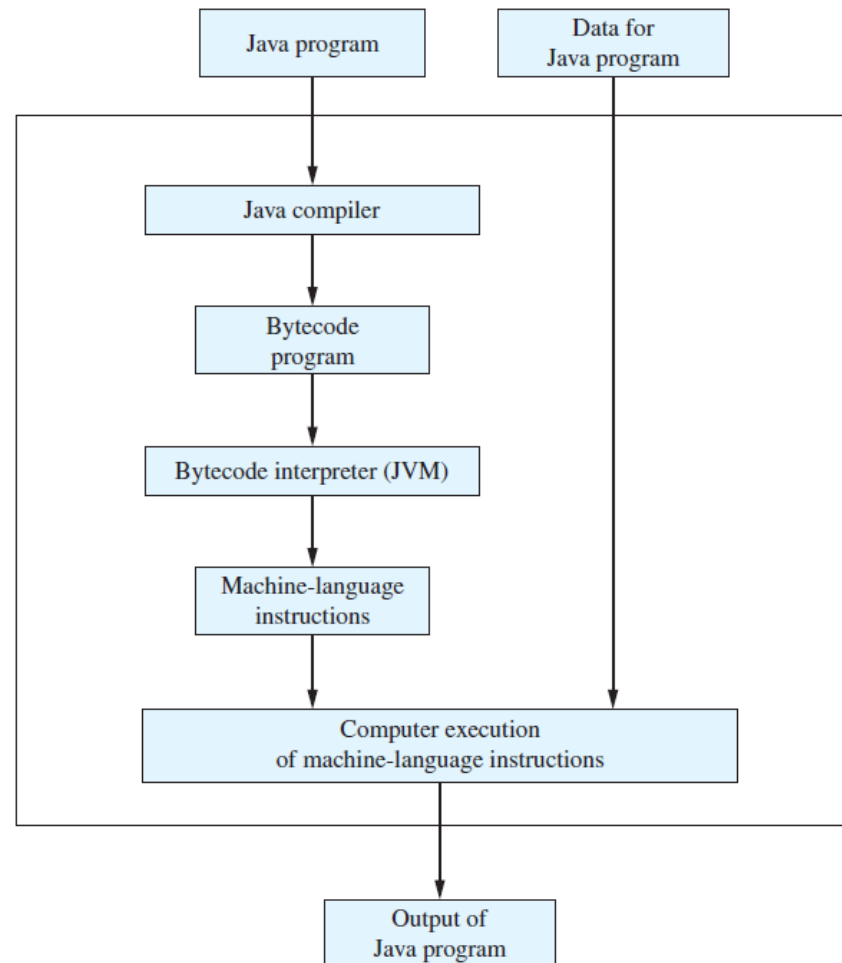 Java program
Data for
Java program
Java compiler
Bytecode
program
Bytecode interpreter (JVM)
Machine-language
instructions
Computer execution
of machine-language instructions
Output of
Java program